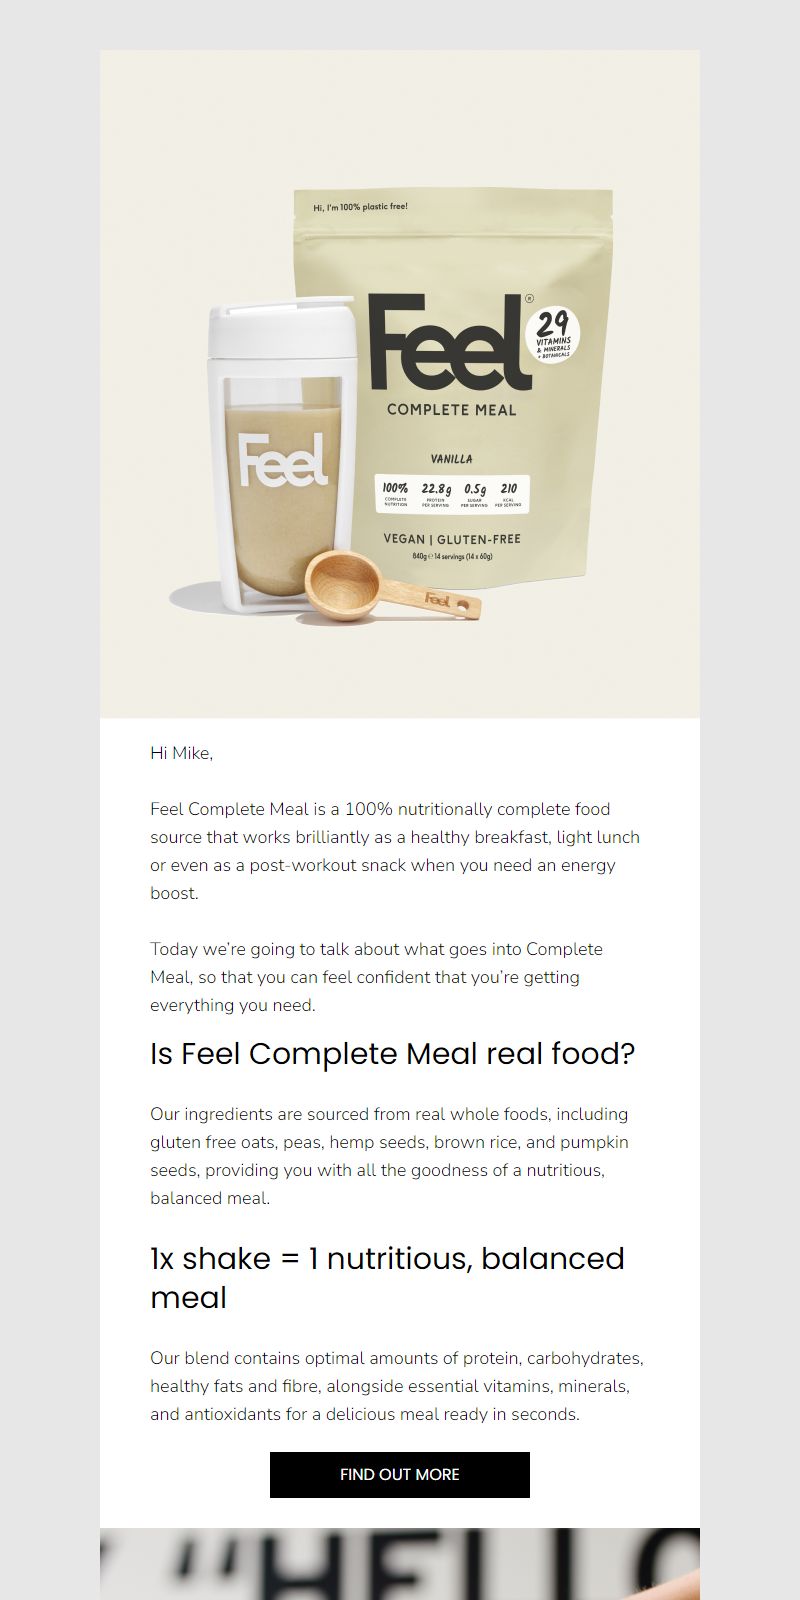 Hi, I'm 100% plastic free!
Feel®
29
VITAMINS
& MINERALS
+ BOTANICALS
COMPLETE MEAL
Feel
VANILLA
100% 22.8g 0.5g 210
COMPLETE PROTEIN SUGAR KCAL
NUTRITION PER SERVING PER SERVING PER SERVING
VEGAN | GLUTEN-FREE
840g ℮ 14 servings (14 x 60g)
Feel
Hi Mike,
Feel Complete Meal is a 100% nutritionally complete food
source that works brilliantly as a healthy breakfast, light lunch
or even as a post-workout snack when you need an energy
boost.
Today we’re going to talk about what goes into Complete
Meal, so that you can feel confident that you’re getting
everything you need.
Is Feel Complete Meal real food?
Our ingredients are sourced from real whole foods, including
gluten free oats, peas, hemp seeds, brown rice, and pumpkin
seeds, providing you with all the goodness of a nutritious,
balanced meal.
1x shake = 1 nutritious, balanced
meal
Our blend contains optimal amounts of protein, carbohydrates,
healthy fats and fibre, alongside essential vitamins, minerals,
and antioxidants for a delicious meal ready in seconds.
FIND OUT MORE
"HELLO